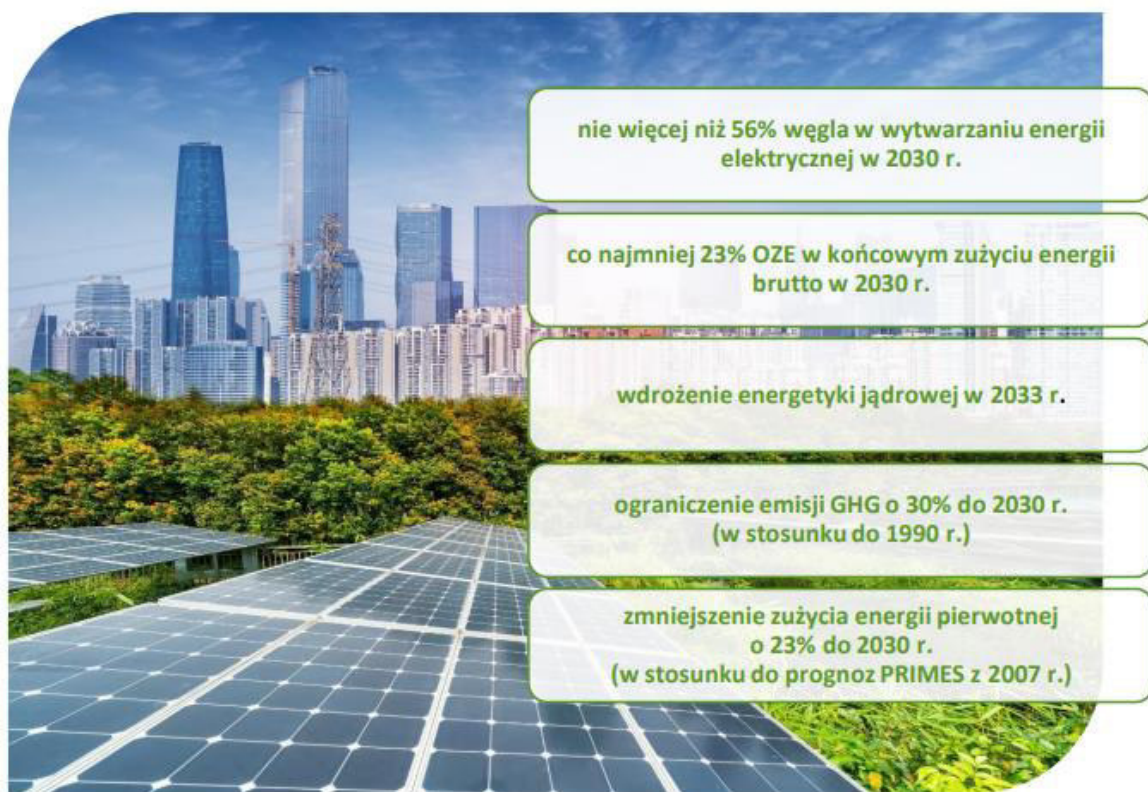 nie więcej niż 56% węgla w wytwarzaniu energii
elektrycznej w 2030 r.
co najmniej 23% OZE w końcowym zużyciu energii
brutto w 2030 r.
wdrożenie energetyki jądrowej w 2033 r.
ograniczenie emisji GHG o 30% do 2030 r.
(w stosunku do 1990 r.)
zmniejszenie zużycia energii pierwotnej
o 23% do 2030 r.
(w stosunku do prognoz PRIMES z 2007 r.)